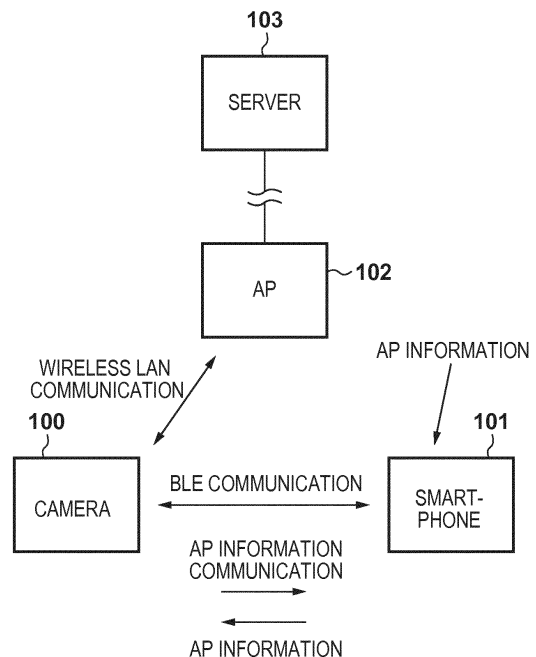 103
SERVER
AP
102
WIRELESS LAN
COMMUNICATION
AP INFORMATION
100
101
CAMERA
BLE COMMUNICATION
SMART-
PHONE
AP INFORMATION
COMMUNICATION
AP INFORMATION